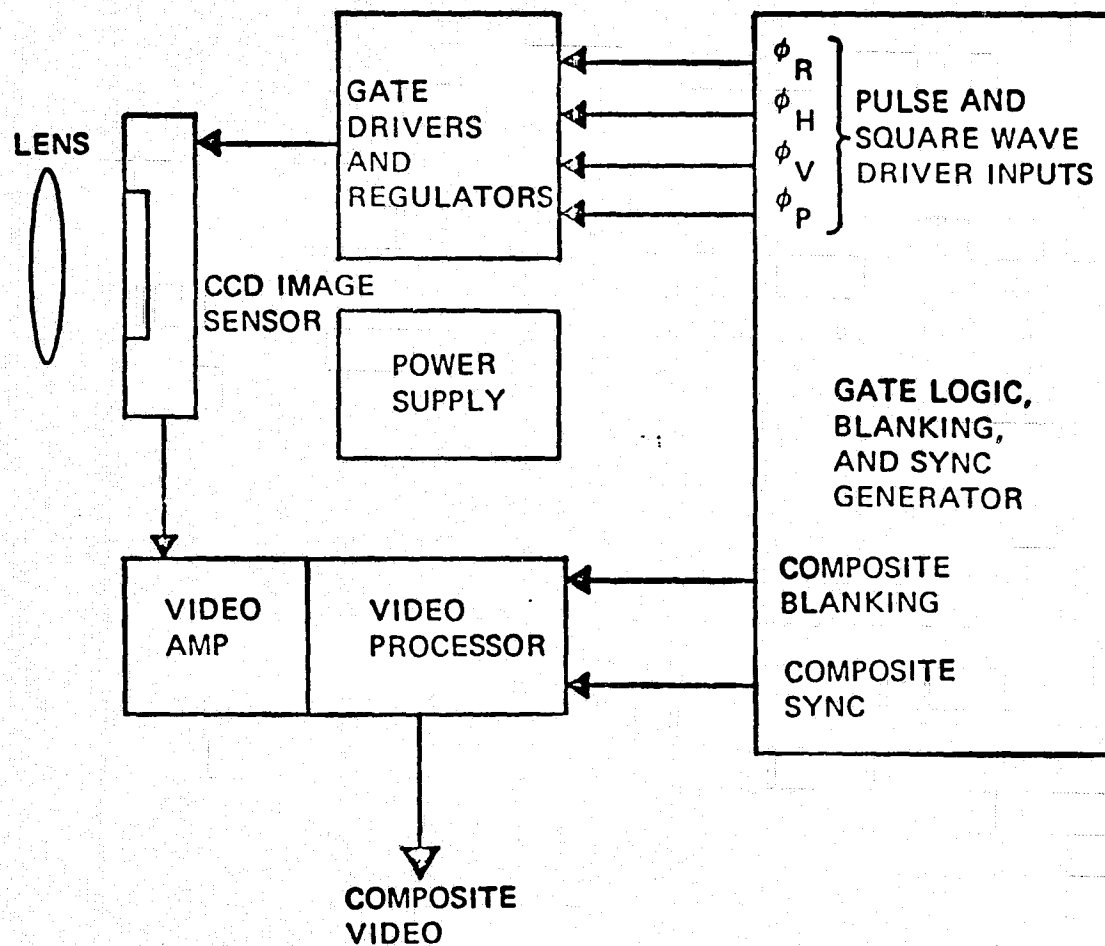 LENS
CCD IMAGE
SENSOR
GATE
DRIVERS
AND
REGULATORS
ϕR
ϕH
ϕV
ϕP
PULSE AND
SQUARE WAVE
DRIVER INPUTS
POWER
SUPPLY
GATE LOGIC,
BLANKING,
AND SYNC
GENERATOR
VIDEO
AMP
VIDEO
PROCESSOR
COMPOSITE
BLANKING
COMPOSITE
SYNC
COMPOSITE
VIDEO